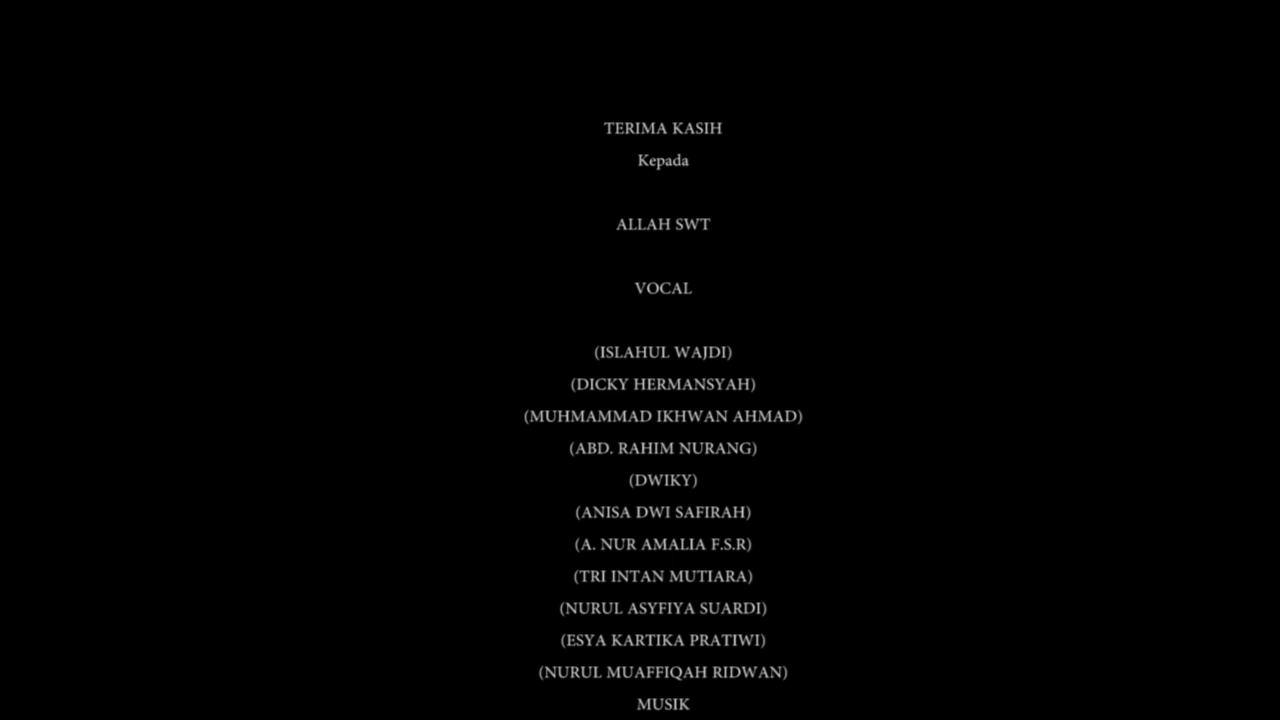 TERIMA KASIH
Kepada
ALLAH SWT
VOCAL
(ISLAHUL WAJDI)
(DICKY HERMANSYAH)
(MUHMAMMAD IKHWAN AHMAD)
(ABD. RAHIM NURANG)
(DWIKY)
(ANISA DWI SAFIRAH)
(A. NUR AMALIA F.S.R)
(TRI INTAN MUTIARA)
(NURUL ASYFIYA SUARDI)
(ESYA KARTIKA PRATIWI)
(NURUL MUAFFIQAH RIDWAN)
MUSIK